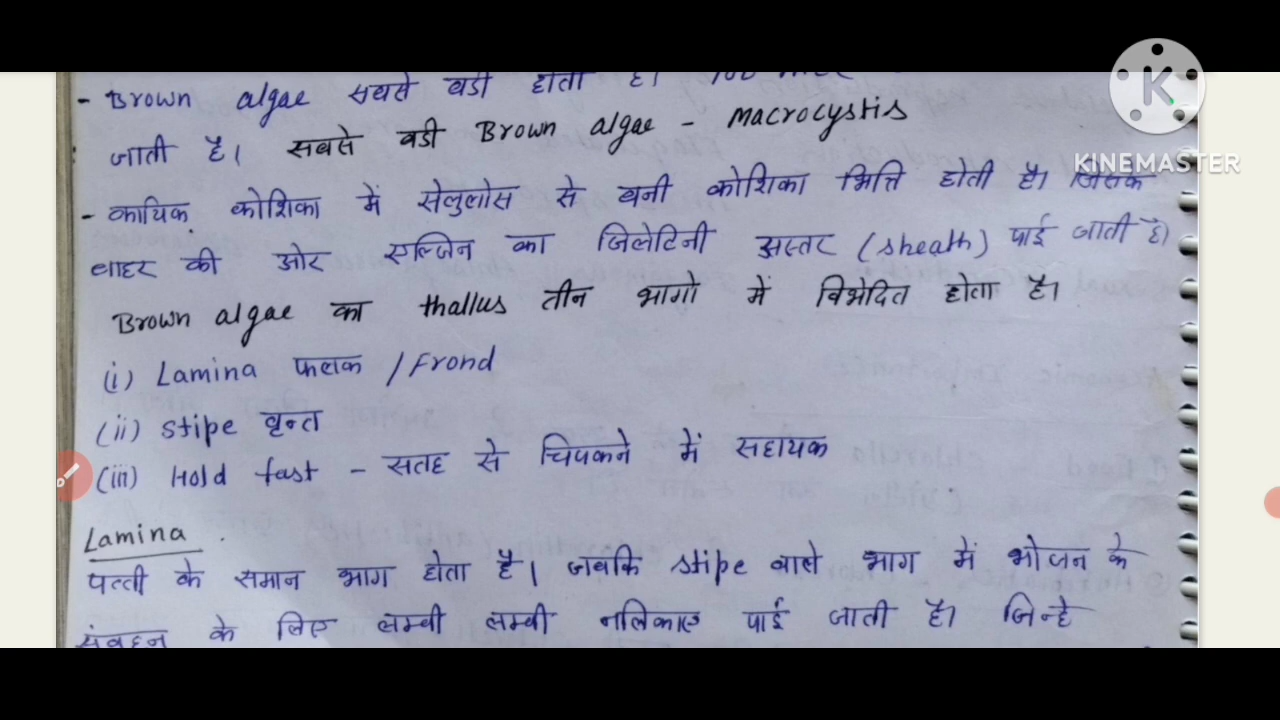 - Brown algae सबसे बडी होती है।
जाती है। सबसे बडी Brown algae - macrocystis
- कायिक कोशिका में सेलुलोस से बनी कोशिका भित्ति होती है। जिसके
बाहर की ओर एल्जिन का जिलेटिनी अस्तर (sheath) पाई जाती है।
Brown algae का thallus तीन भागो में विभेदित होता है।
(i) Lamina फलक / Frond
(ii) stipe वृन्त
(iii) Hold fast - सतह से चिपकने में सहायक
Lamina
पत्ती के समान भाग होता है। जबकि stipe वाले भाग में भोजन के
संवहन के लिए लम्बी लम्बी नलिकाए पाई जाती है। जिन्हे
KINEMASTER